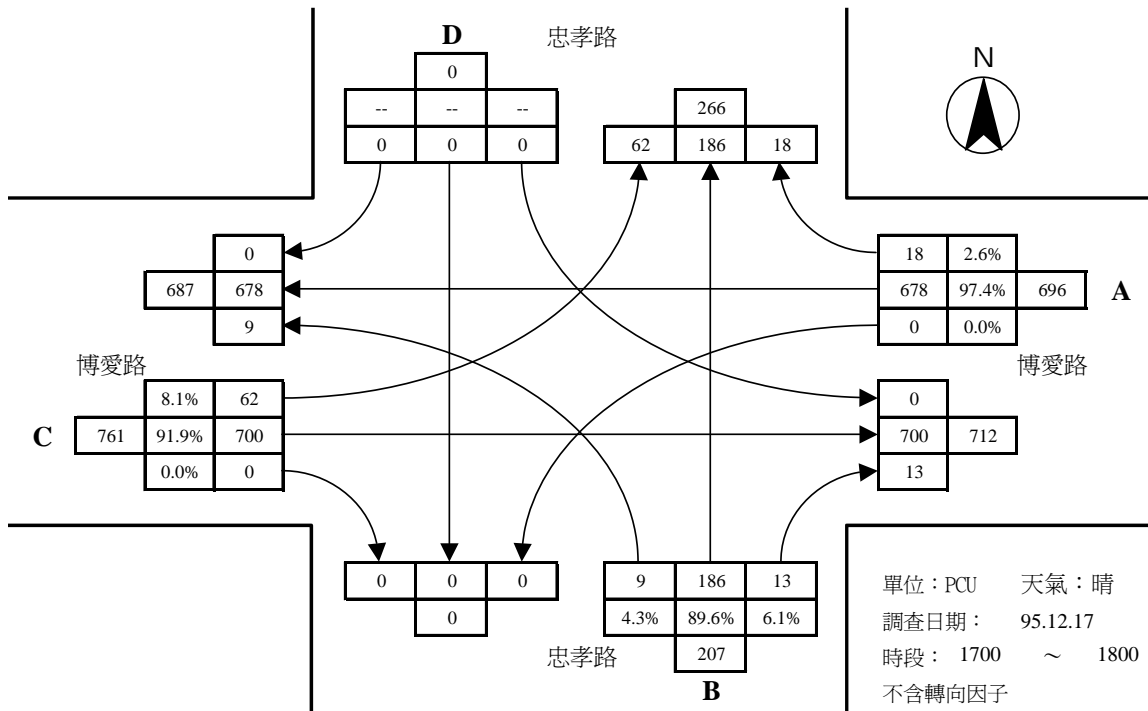 D 忠孝路
N
0
-- -- --
0 0 0
266
62 186 18
0
687 678
9
18 2.6%
678 97.4% 696
0 0.0%
A
博愛路
博愛路
8.1% 62
C 761 91.9% 700
0.0% 0
0
700 712
13
0 0 0
0
9 186 13
4.3% 89.6% 6.1%
207
忠孝路
B
單位：PCU 天氣：晴
調查日期： 95.12.17
時段： 1700 ～ 1800
不含轉向因子